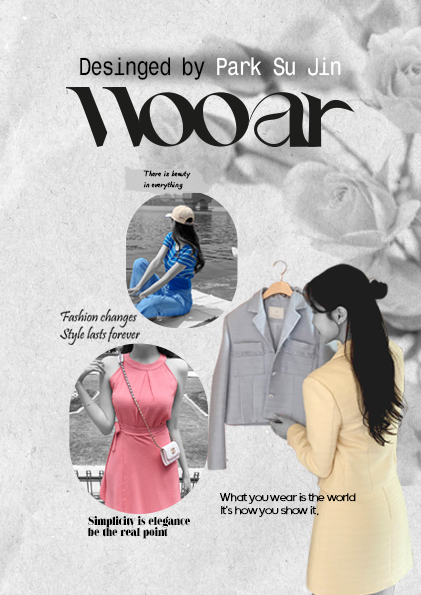 Desinged by Park Su Jin
Wooar
There is beauty
in everything
Fashion changes
Style lasts forever
What you wear is the world
It's how you show it.
Simplicity is elegance
be the real point